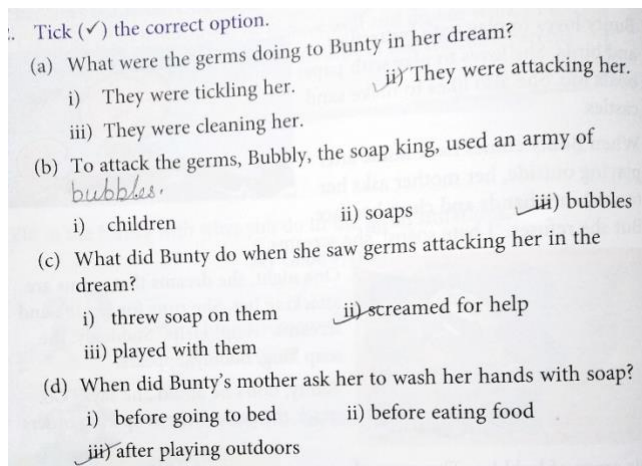 . Tick (✓) the correct option.
(a) What were the germs doing to Bunty in her dream?
i) They were tickling her. ii) They were attacking her.
iii) They were cleaning her.
(b) To attack the germs, Bubbly, the soap king, used an army of
bubbles.
i) children ii) soaps iii) bubbles
(c) What did Bunty do when she saw germs attacking her in the
dream?
i) threw soap on them ii) screamed for help
iii) played with them
(d) When did Bunty's mother ask her to wash her hands with soap?
i) before going to bed ii) before eating food
iii) after playing outdoors